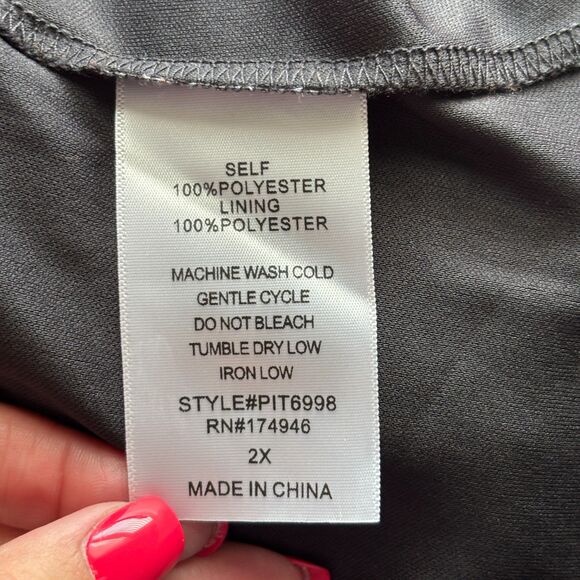 SELF
100%POLYESTER
LINING
100%POLYESTER
MACHINE WASH COLD
GENTLE CYCLE
DO NOT BLEACH
TUMBLE DRY LOW
IRON LOW
STYLE#PIT6998
RN#174946
2X
MADE IN CHINA